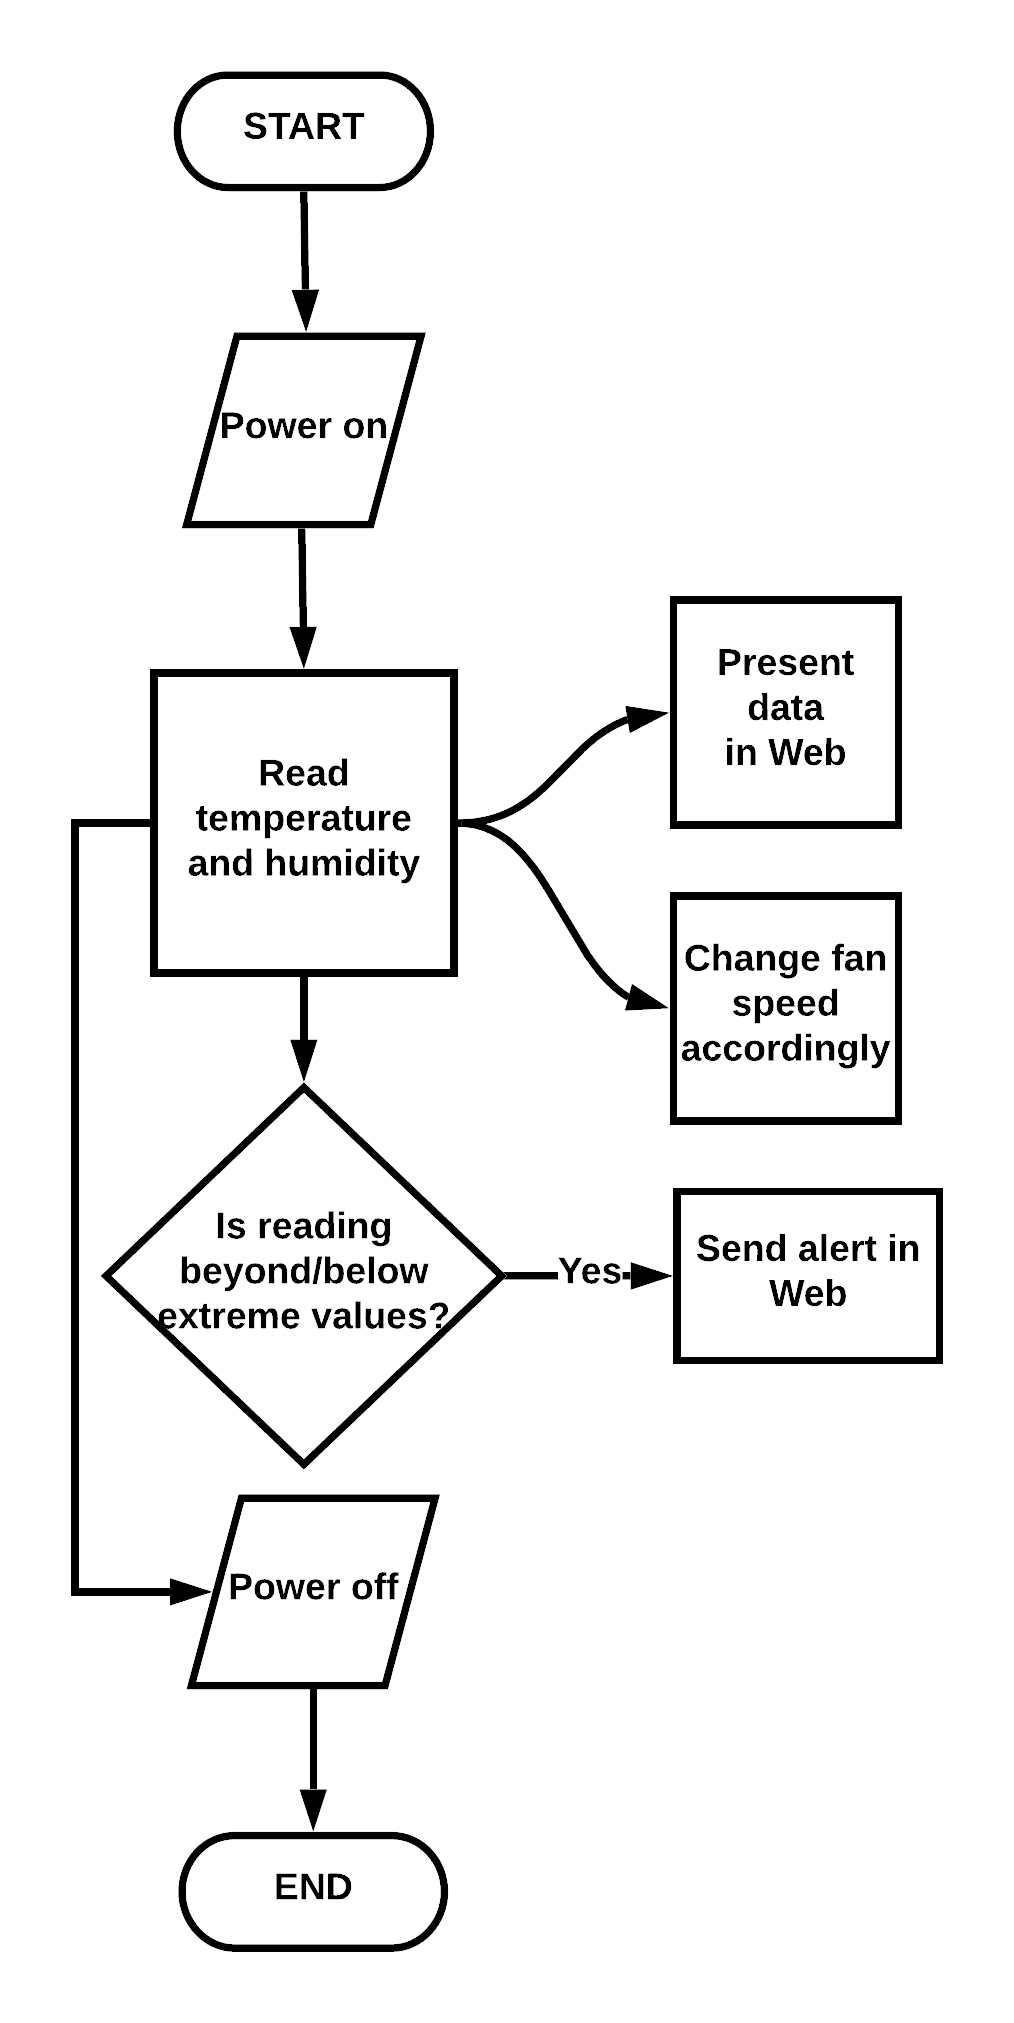 START
Power on
Read
temperature
and humidity
Present
data
in Web
Change fan
speed
accordingly
Is reading
beyond/below
extreme values?
Yes
Send alert in
Web
Power off
END